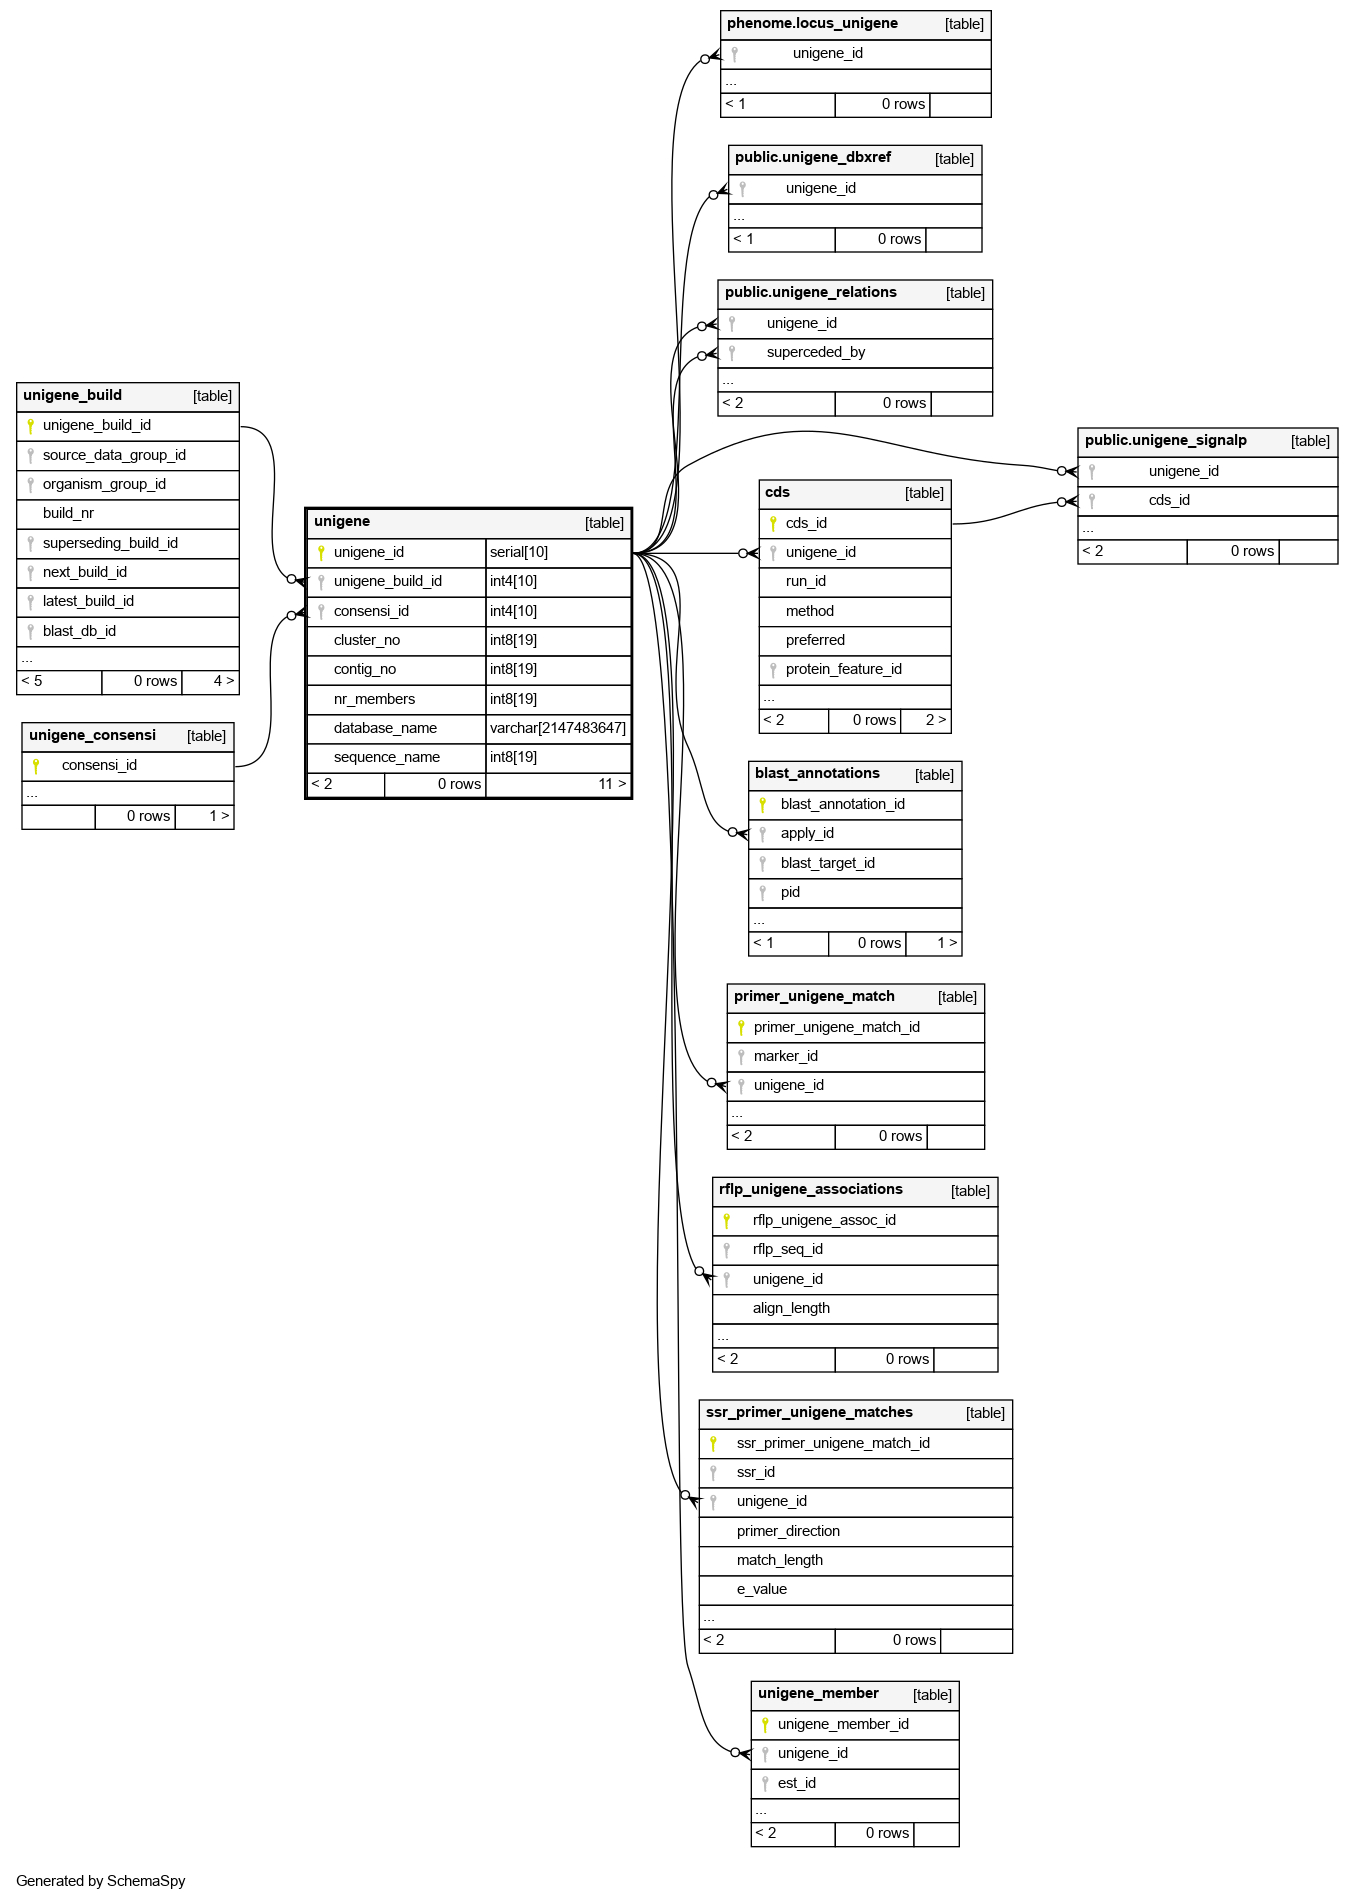 phenome.locus_unigene [table]
unigene_id
...
< 1 0 rows
public.unigene_dbxref [table]
unigene_id
...
< 1 0 rows
public.unigene_relations [table]
unigene_id
superceded_by
...
< 2 0 rows
unigene_build [table]
unigene_build_id
source_data_group_id
organism_group_id
build_nr
superseding_build_id
next_build_id
latest_build_id
blast_db_id
...
< 5 0 rows 4 >
unigene_consensi [table]
consensi_id
...
0 rows 1 >
unigene [table]
unigene_id serial[10]
unigene_build_id int4[10]
consensi_id int4[10]
cluster_no int8[19]
contig_no int8[19]
nr_members int8[19]
database_name varchar[2147483647]
sequence_name int8[19]
< 2 0 rows 11 >
public.unigene_signalp [table]
unigene_id
cds_id
...
< 2 0 rows
cds [table]
cds_id
unigene_id
run_id
method
preferred
protein_feature_id
...
< 2 0 rows 2 >
blast_annotations [table]
blast_annotation_id
apply_id
blast_target_id
pid
...
< 1 0 rows 1 >
primer_unigene_match [table]
primer_unigene_match_id
marker_id
unigene_id
...
< 2 0 rows
rflp_unigene_associations [table]
rflp_unigene_assoc_id
rflp_seq_id
unigene_id
align_length
...
< 2 0 rows
ssr_primer_unigene_matches [table]
ssr_primer_unigene_match_id
ssr_id
unigene_id
primer_direction
match_length
e_value
...
< 2 0 rows
unigene_member [table]
unigene_member_id
unigene_id
est_id
...
< 2 0 rows
Generated by SchemaSpy